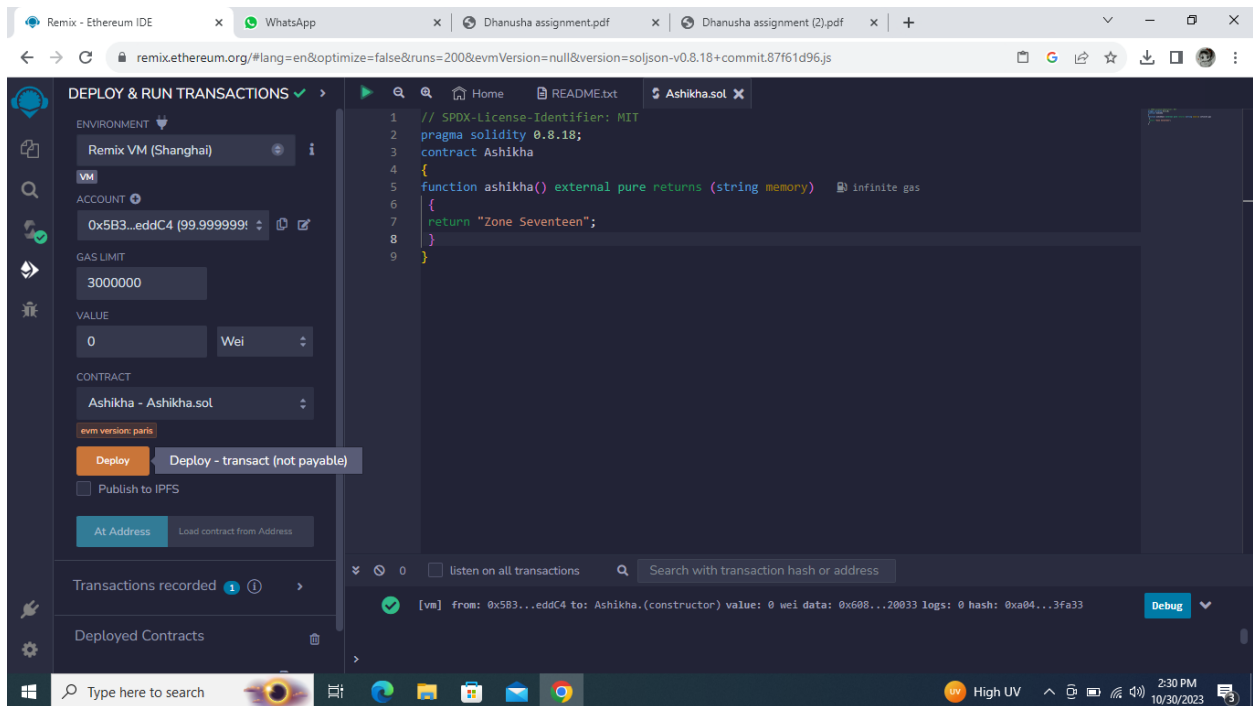 Remix - Ethereum IDE
WhatsApp
Dhanusha assignment.pdf
Dhanusha assignment (2).pdf
remix.ethereum.org/#lang=en&optimize=false&runs=200&evmVersion=null&version=soljson-v0.8.18+commit.87f61d96.js
DEPLOY & RUN TRANSACTIONS
Home
README.txt
Ashikha.sol
ENVIRONMENT
Remix VM (Shanghai)
VM
ACCOUNT
0x5B3...eddC4 (99.9999999
GAS LIMIT
3000000
VALUE
0
Wei
CONTRACT
Ashikha - Ashikha.sol
evm version: paris
Deploy
Deploy - transact (not payable)
Publish to IPFS
At Address
Load contract from Address
Transactions recorded 1
Deployed Contracts
1 // SPDX-License-Identifier: MIT
2 pragma solidity 0.8.18;
3 contract Ashikha
4 {
5 function ashikha() external pure returns (string memory) infinite gas
6 {
7 return "Zone Seventeen";
8 }
9 }
0
listen on all transactions
Search with transaction hash or address
[vm] from: 0x5B3...eddC4 to: Ashikha.(constructor) value: 0 wei data: 0x608...20033 logs: 0 hash: 0xa04...3fa33
Debug
>
Type here to search
UV High UV
2:30 PM
10/30/2023
3